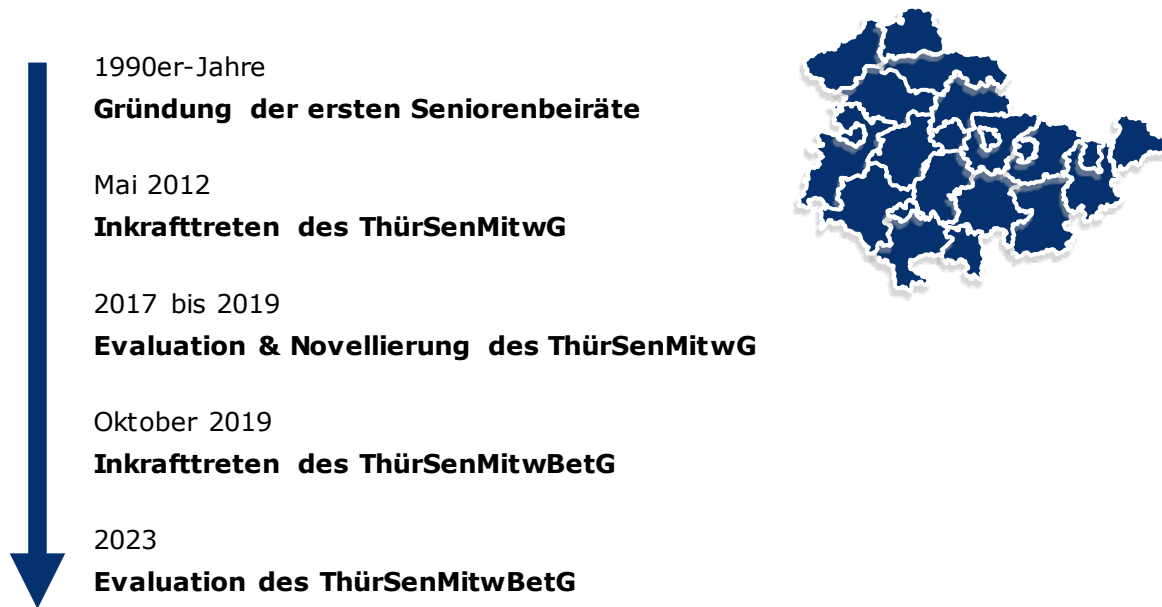 1990er-Jahre
Gründung der ersten Seniorenbeiräte
Mai 2012
Inkrafttreten des ThürSenMitwG
2017 bis 2019
Evaluation & Novellierung des ThürSenMitwG
Oktober 2019
Inkrafttreten des ThürSenMitwBetG
2023
Evaluation des ThürSenMitwBetG